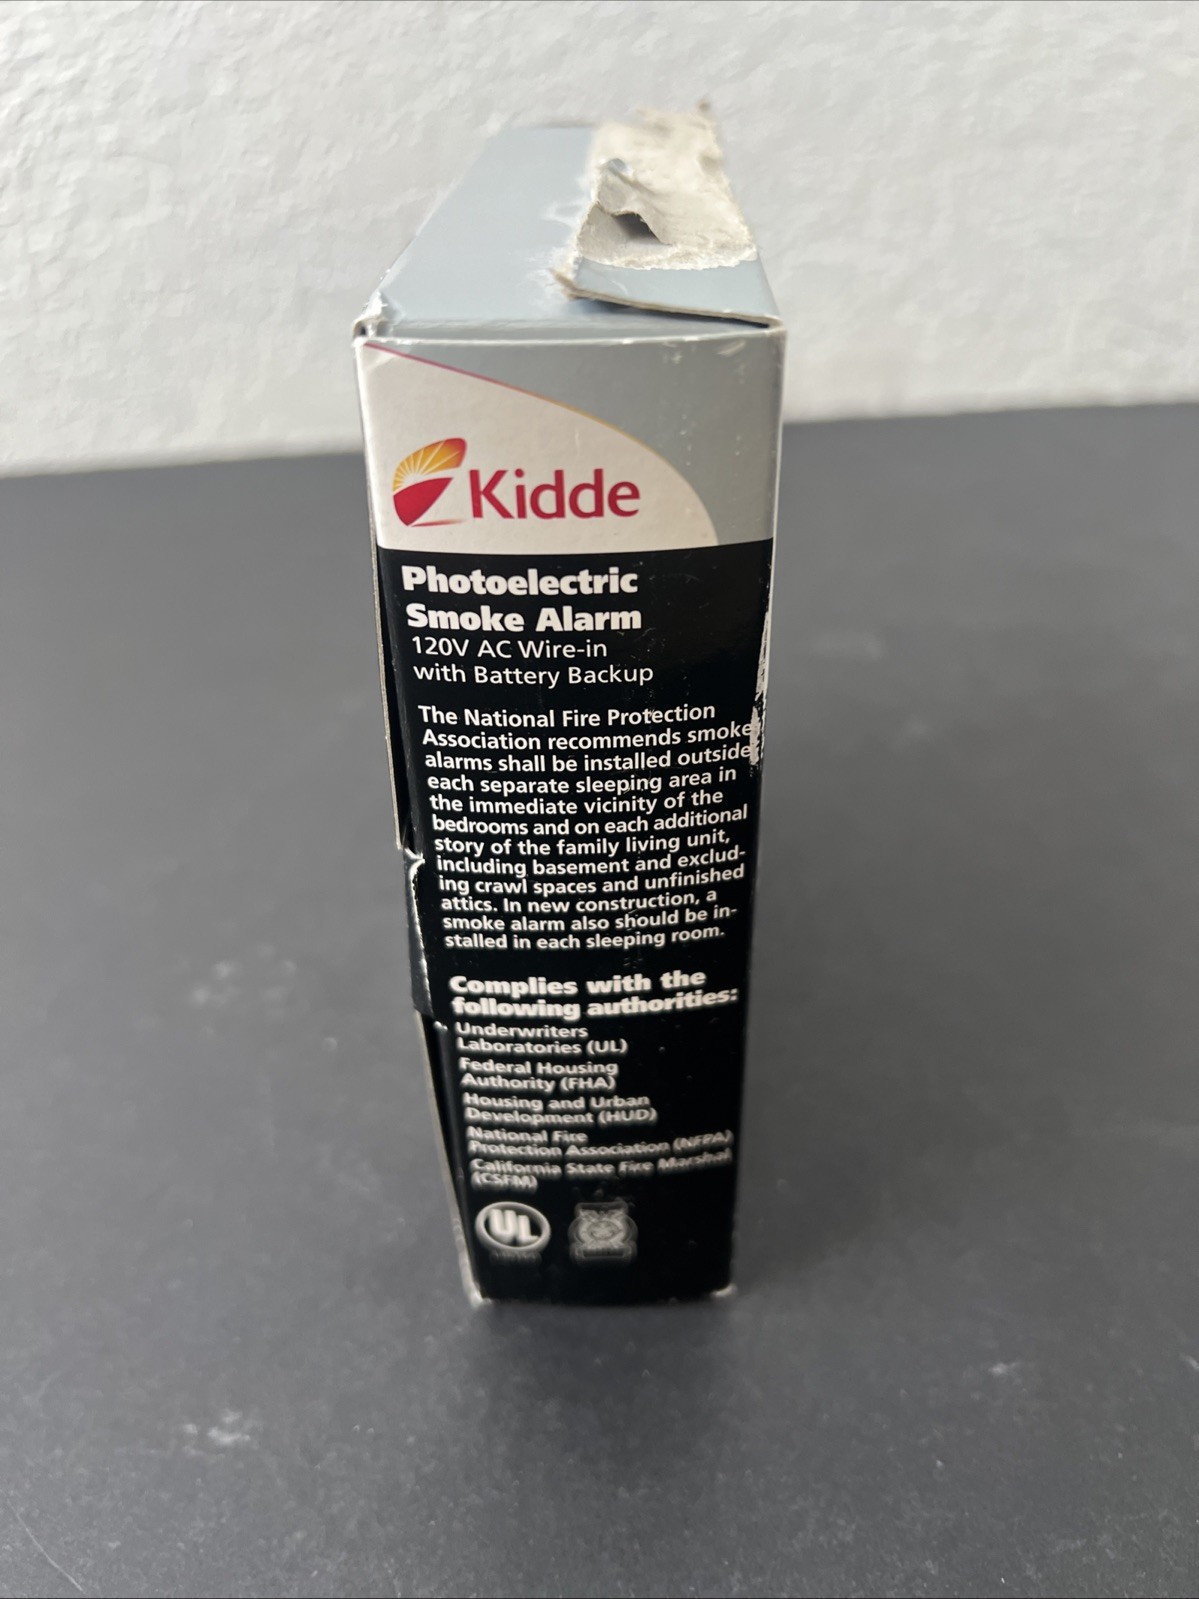 Kidde
Photoelectric
Smoke Alarm
120V AC Wire-in
with Battery Backup
The National Fire Protection
Association recommends smoke
alarms shall be installed outside
each separate sleeping area in
the immediate vicinity of the
bedrooms and on each additional
story of the family living unit,
including basement and exclud-
ing crawl spaces and unfinished
attics. In new construction, a
smoke alarm also should be in-
stalled in each sleeping room.
Complies with the
following authorities:
Underwriters
Laboratories (UL)
Federal Housing
Authority (FHA)
Housing and Urban
Development (HUD)
National Fire
Protection Association (NFPA)
California State Fire Marshal
(CSFM)
UL